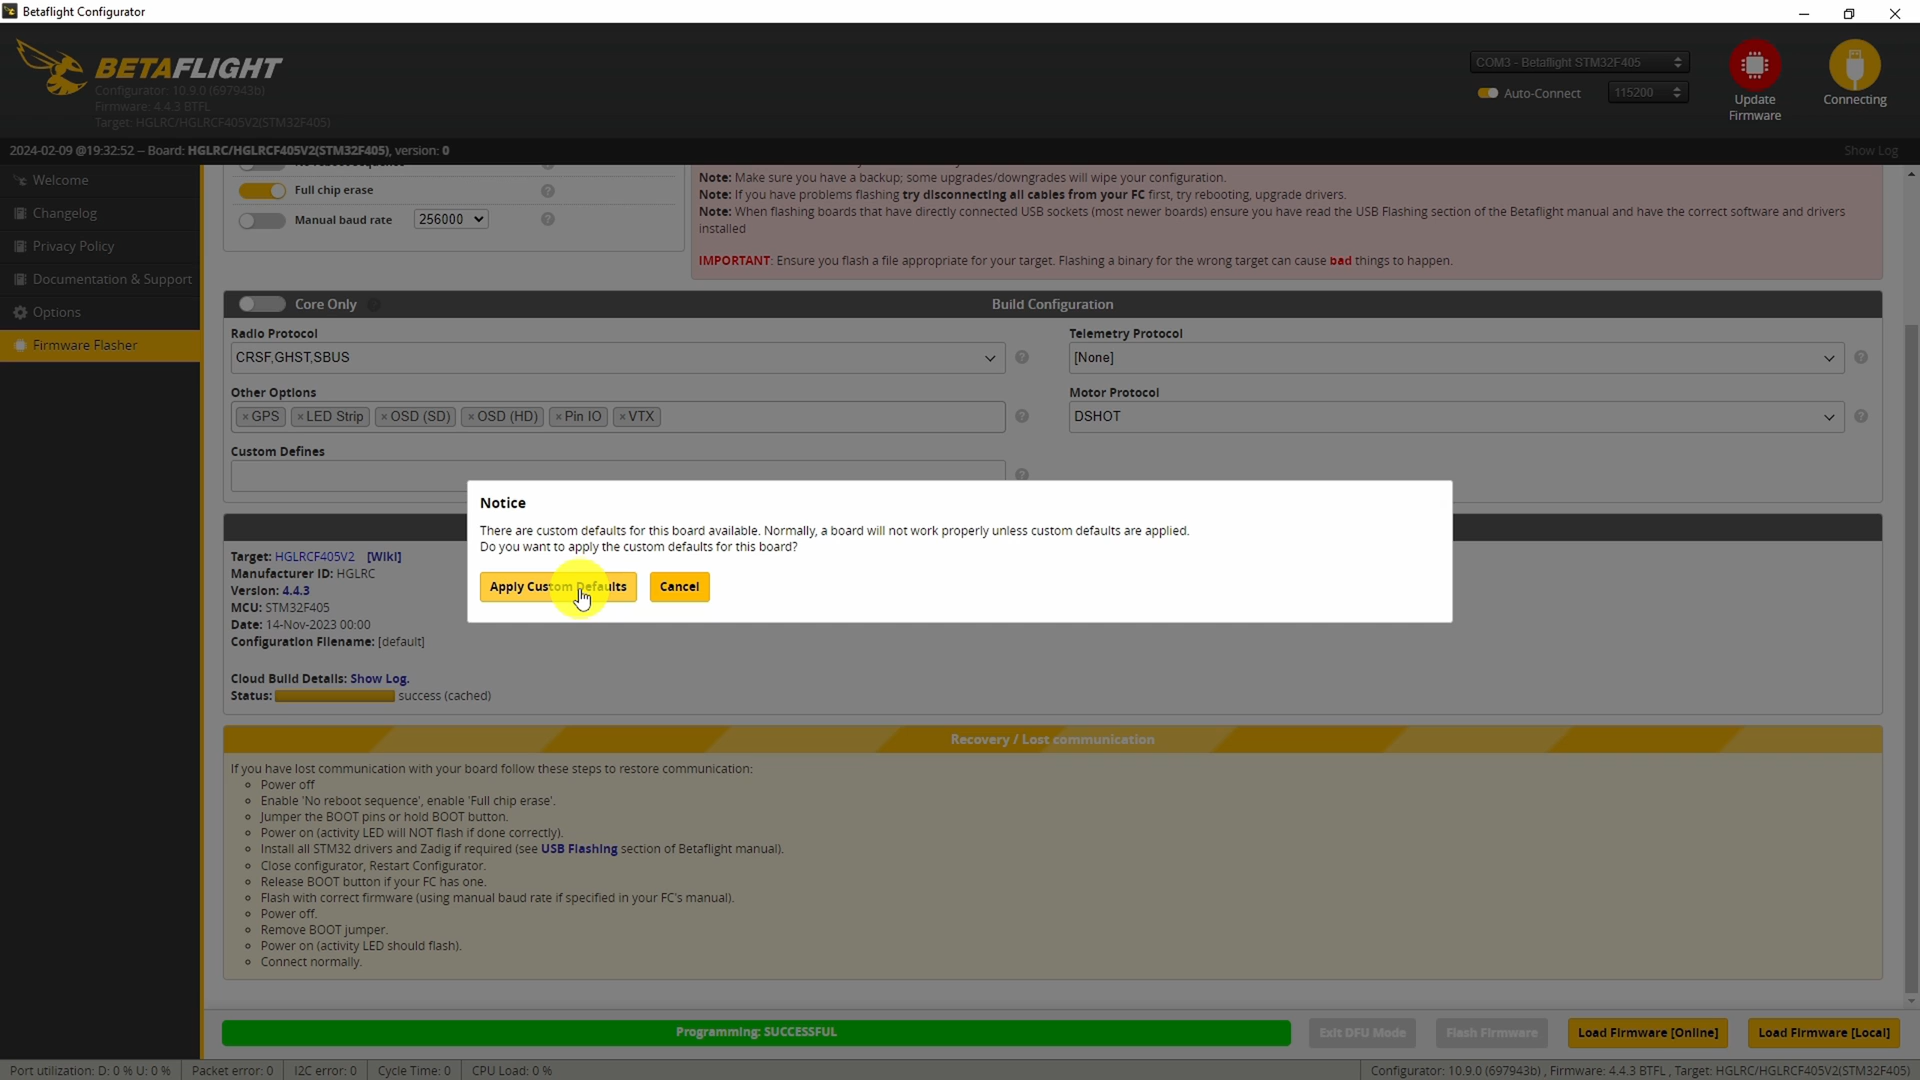 Betaflight Configurator
BETAFLIGHT
Configurator: 10.9.0 (697943b)
Firmware: 4.4.3 BTFL
Target: HGLRC/HGLRCF405V2(STM32F405)
COM3 - Betaflight STM32F405
Auto-Connect
115200
Update
Firmware
Connecting
2024-02-09 @19:32:52 -- Board: HGLRC/HGLRCF405V2(STM32F405), version: 0
Show Log
Welcome
Changelog
Privacy Policy
Documentation & Support
Options
Firmware Flasher
Full chip erase
Manual baud rate 256000
Note: Make sure you have a backup; some upgrades/downgrades will wipe your configuration.
Note: If you have problems flashing try disconnecting all cables from your FC first, try rebooting, upgrade drivers.
Note: When flashing boards that have directly connected USB sockets (most newer boards) ensure you have read the USB Flashing section of the Betaflight manual and have the correct software and drivers
installed
IMPORTANT: Ensure you flash a file appropriate for your target. Flashing a binary for the wrong target can cause bad things to happen.
Core Only
Build Configuration
Radio Protocol
CRSF,GHST,SBUS
Telemetry Protocol
[None]
Other Options
× GPS × LED Strip × OSD (SD) × OSD (HD) × Pin IO × VTX
Motor Protocol
DSHOT
Custom Defines
Notice
There are custom defaults for this board available. Normally, a board will not work properly unless custom defaults are applied.
Do you want to apply the custom defaults for this board?
Apply Custom Defaults
Cancel
Target: HGLRCF405V2 [Wiki]
Manufacturer ID: HGLRC
Version: 4.4.3
MCU: STM32F405
Date: 14-Nov-2023 00:00
Configuration Filename: [default]
Cloud Build Details: Show Log.
Status: success (cached)
Recovery / Lost communication
If you have lost communication with your board follow these steps to restore communication:
Power off
Enable 'No reboot sequence', enable 'Full chip erase'.
Jumper the BOOT pins or hold BOOT button.
Power on (activity LED will NOT flash if done correctly).
Install all STM32 drivers and Zadig if required (see USB Flashing section of Betaflight manual).
Close configurator, Restart Configurator.
Release BOOT button if your FC has one.
Flash with correct firmware (using manual baud rate if specified in your FC's manual).
Power off.
Remove BOOT jumper.
Power on (activity LED should flash).
Connect normally.
Programming: SUCCESSFUL
Exit DFU Mode
Flash Firmware
Load Firmware [Online]
Load Firmware [Local]
Port utilization: D: 0 % U: 0 %
Packet error: 0
I2C error: 0
Cycle Time: 0
CPU Load: 0 %
Configurator: 10.9.0 (697943b) , Firmware: 4.4.3 BTFL , Target: HGLRC/HGLRCF405V2(STM32F405)